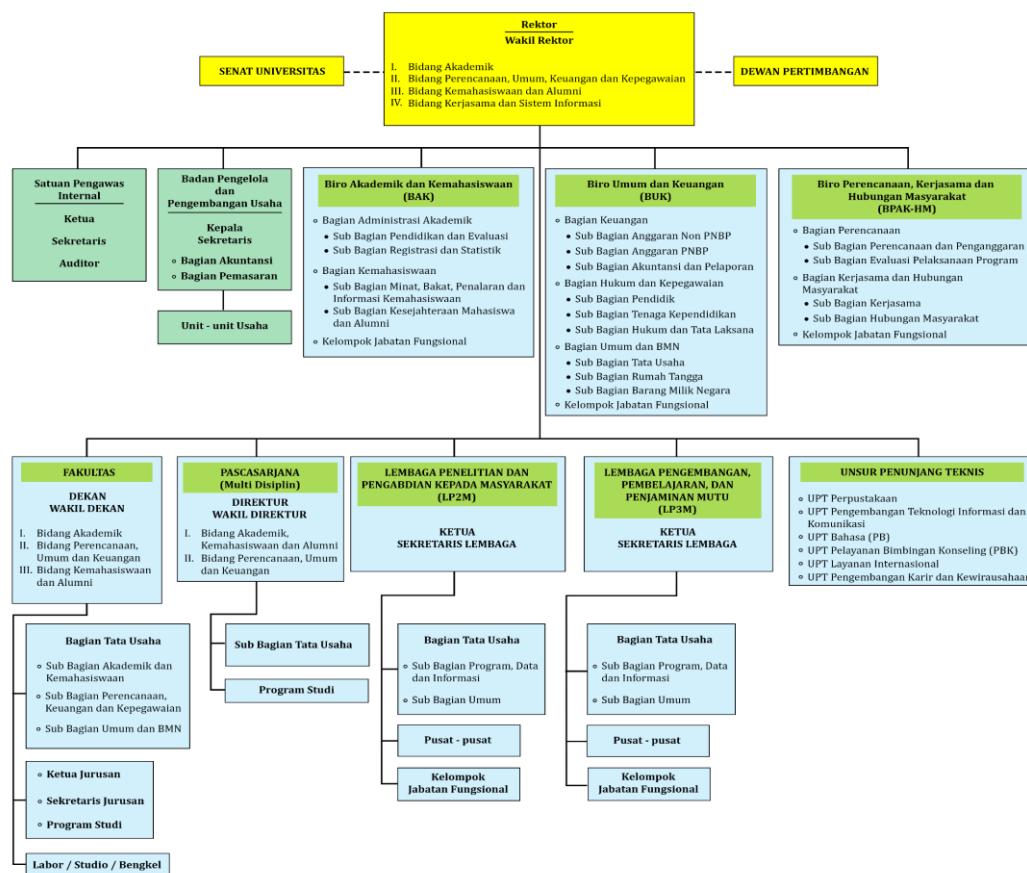 Rektor
Wakil Rektor
I. Bidang Akademik
II. Bidang Perencanaan, Umum, Keuangan dan Kepegawaian
III. Bidang Kemahasiswaan dan Alumni
IV. Bidang Kerjasama dan Sistem Informasi
SENAT UNIVERSITAS
DEWAN PERTIMBANGAN
Satuan Pengawas
Internal
Ketua
Sekretaris
Auditor
Badan Pengelola
dan
Pengembangan Usaha
Kepala
Sekretaris
Bagian Akuntansi
Bagian Pemasaran
Unit - unit Usaha
Biro Akademik dan Kemahasiswaan
(BAK)
Bagian Administrasi Akademik
Sub Bagian Pendidikan dan Evaluasi
Sub Bagian Registrasi dan Statistik
Bagian Kemahasiswaan
Sub Bagian Minat, Bakat, Penalaran dan
Informasi Kemahasiswaan
Sub Bagian Kesejahteraan Mahasiswa
dan Alumni
Kelompok Jabatan Fungsional
Biro Umum dan Keuangan
(BUK)
Bagian Keuangan
Sub Bagian Anggaran Non PNBP
Sub Bagian Anggaran PNBP
Sub Bagian Akuntansi dan Pelaporan
Bagian Hukum dan Kepegawaian
Sub Bagian Pendidik
Sub Bagian Tenaga Kependidikan
Sub Bagian Hukum dan Tata Laksana
Bagian Umum dan BMN
Sub Bagian Tata Usaha
Sub Bagian Rumah Tangga
Sub Bagian Barang Milik Negara
Kelompok Jabatan Fungsional
Biro Perencanaan, Kerjasama dan
Hubungan Masyarakat
(BPAK-HM)
Bagian Perencanaan
Sub Bagian Perencanaan dan Penganggaran
Sub Bagian Evaluasi Pelaksanaan Program
Bagian Kerjasama dan Hubungan
Masyarakat
Sub Bagian Kerjasama
Sub Bagian Hubungan Masyarakat
Kelompok Jabatan Fungsional
FAKULTAS
DEKAN
WAKIL DEKAN
I. Bidang Akademik
II. Bidang Perencanaan,
Umum dan Keuangan
III. Bidang Kemahasiswaan
dan Alumni
Bagian Tata Usaha
Sub Bagian Akademik dan
Kemahasiswaan
Sub Bagian Perencanaan,
Keuangan dan Kepegawaian
Sub Bagian Umum dan BMN
Ketua Jurusan
Sekretaris Jurusan
Program Studi
Labor / Studio / Bengkel
PASCASARJANA
(Multi Disiplin)
DIREKTUR
WAKIL DIREKTUR
I. Bidang Akademik,
Kemahasiswaan dan Alumni
II. Bidang Perencanaan, Umum
dan Keuangan
Sub Bagian Tata Usaha
Program Studi
LEMBAGA PENELITIAN DAN
PENGABDIAN KEPADA MASYARAKAT
(LP2M)
KETUA
SEKRETARIS LEMBAGA
Bagian Tata Usaha
Sub Bagian Program, Data
dan Informasi
Sub Bagian Umum
Pusat - pusat
Kelompok
Jabatan Fungsional
LEMBAGA PENGEMBANGAN,
PEMBELAJARAN, DAN
PENJAMINAN MUTU
(LP3M)
KETUA
SEKRETARIS LEMBAGA
Bagian Tata Usaha
Sub Bagian Program, Data
dan Informasi
Sub Bagian Umum
Pusat - pusat
Kelompok
Jabatan Fungsional
UNSUR PENUNJANG TEKNIS
UPT Perpustakaan
UPT Pengembangan Teknologi Informasi dan
Komunikasi
UPT Bahasa (PB)
UPT Pelayanan Bimbingan Konseling (PBK)
UPT Layanan Internasional
UPT Pengembangan Karir dan Kewirausahaan